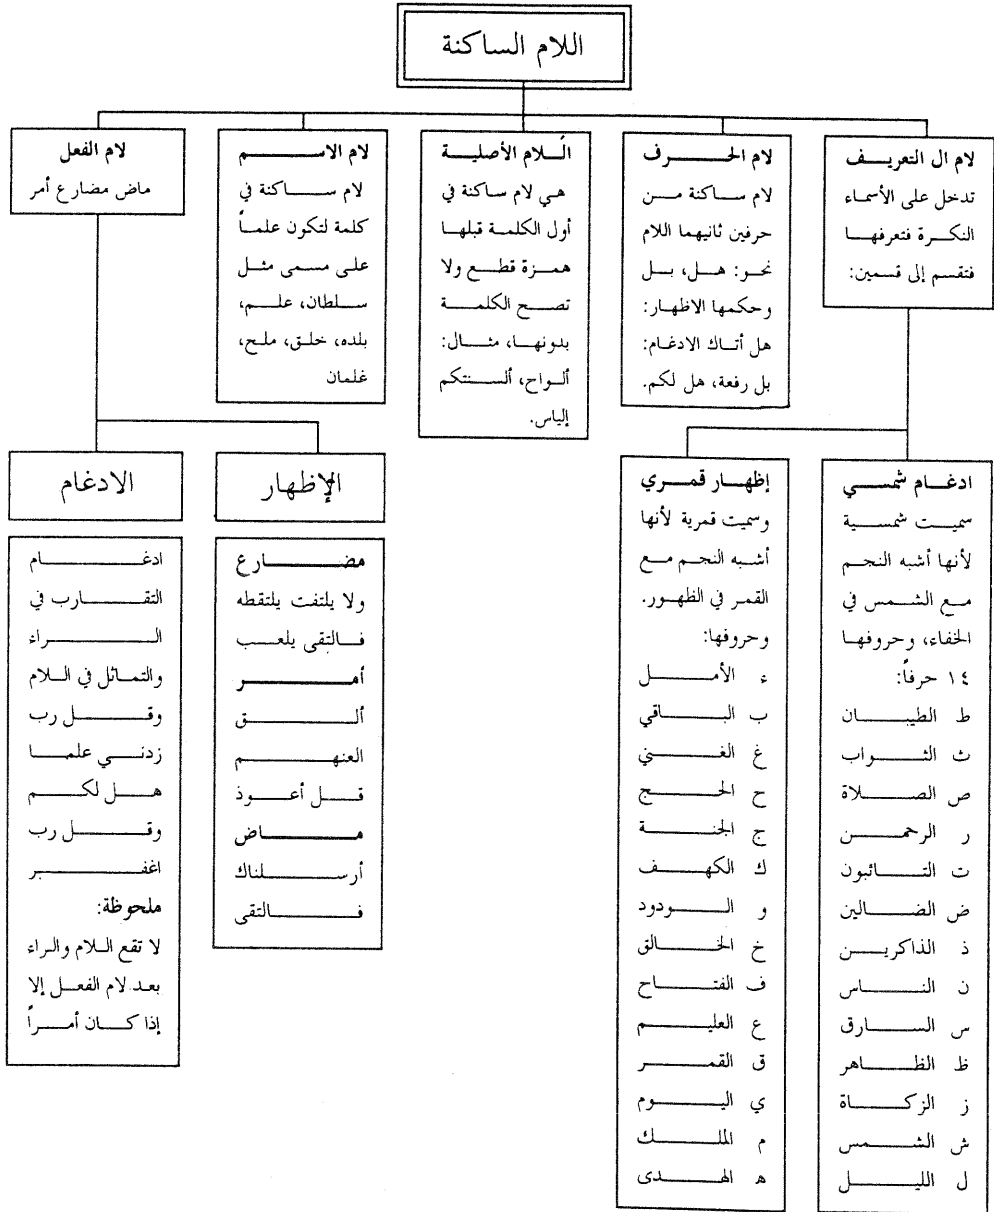 اللام الساكنة
لام ال التعريف
تدخل على الأسماء
النكرة فتعرفها
فتقسم إلى قسمين:
لام الحرف
لام ساكنة من
حرفين ثانيهما اللام
نحو: هل، بل
وحكمها الاظهار:
هل أتاك الادغام:
بل رفعة، هل لكم.
الَلام الأصلية
هي لام ساكنة في
أول الكلمة قبلها
همزة قطع ولا
تصح الكلمة
بدونها، مثال:
ألواح، ألسنتكم
إلياس.
لام الاسم
لام ساكنة في
كلمة لتكون علماً
على مسمى مثل
سلطان، علم،
بلده، خلق، ملح،
غلمان
لام الفعل
ماض مضارع أمر
ادغام شمسي
سميت شمسية
لأنها أشبه النجم
مع الشمس في
الخفاء، وحروفها
١٤ حرفاً:
ط الطيبان
ث الثواب
ص الصلاة
ر الرحمن
ت التائبون
ض الضالين
ذ الذاكرين
ن الناس
س السارق
ظ الظاهر
ز الزكاة
ش الشمس
ل الليل
إظهار قمري
وسميت قمرية لأنها
أشبه النجم مع
القمر في الظهور.
وحروفها:
ء الأمل
ب الباقي
غ الغني
ح الحج
ج الجنة
ك الكهف
و الودود
خ الخالق
ف الفتاح
ع العليم
ق القمر
ي اليوم
م الملك
ه الهدى
الإظهار
مضارع
ولا يلتفت يلتقطه
فالتقى يلعب
أمر
ألق
العنهم
قل أعوذ
ماض
أرسلناك
فالتقى
الادغام
ادغام
التقارب في
الراء
والتماثل في اللام
وقل رب
زدني علما
هل لكم
وقل رب
اغفر
ملحوظة:
لا تقع اللام والراء
بعد لام الفعل إلا
إذا كان أمراً